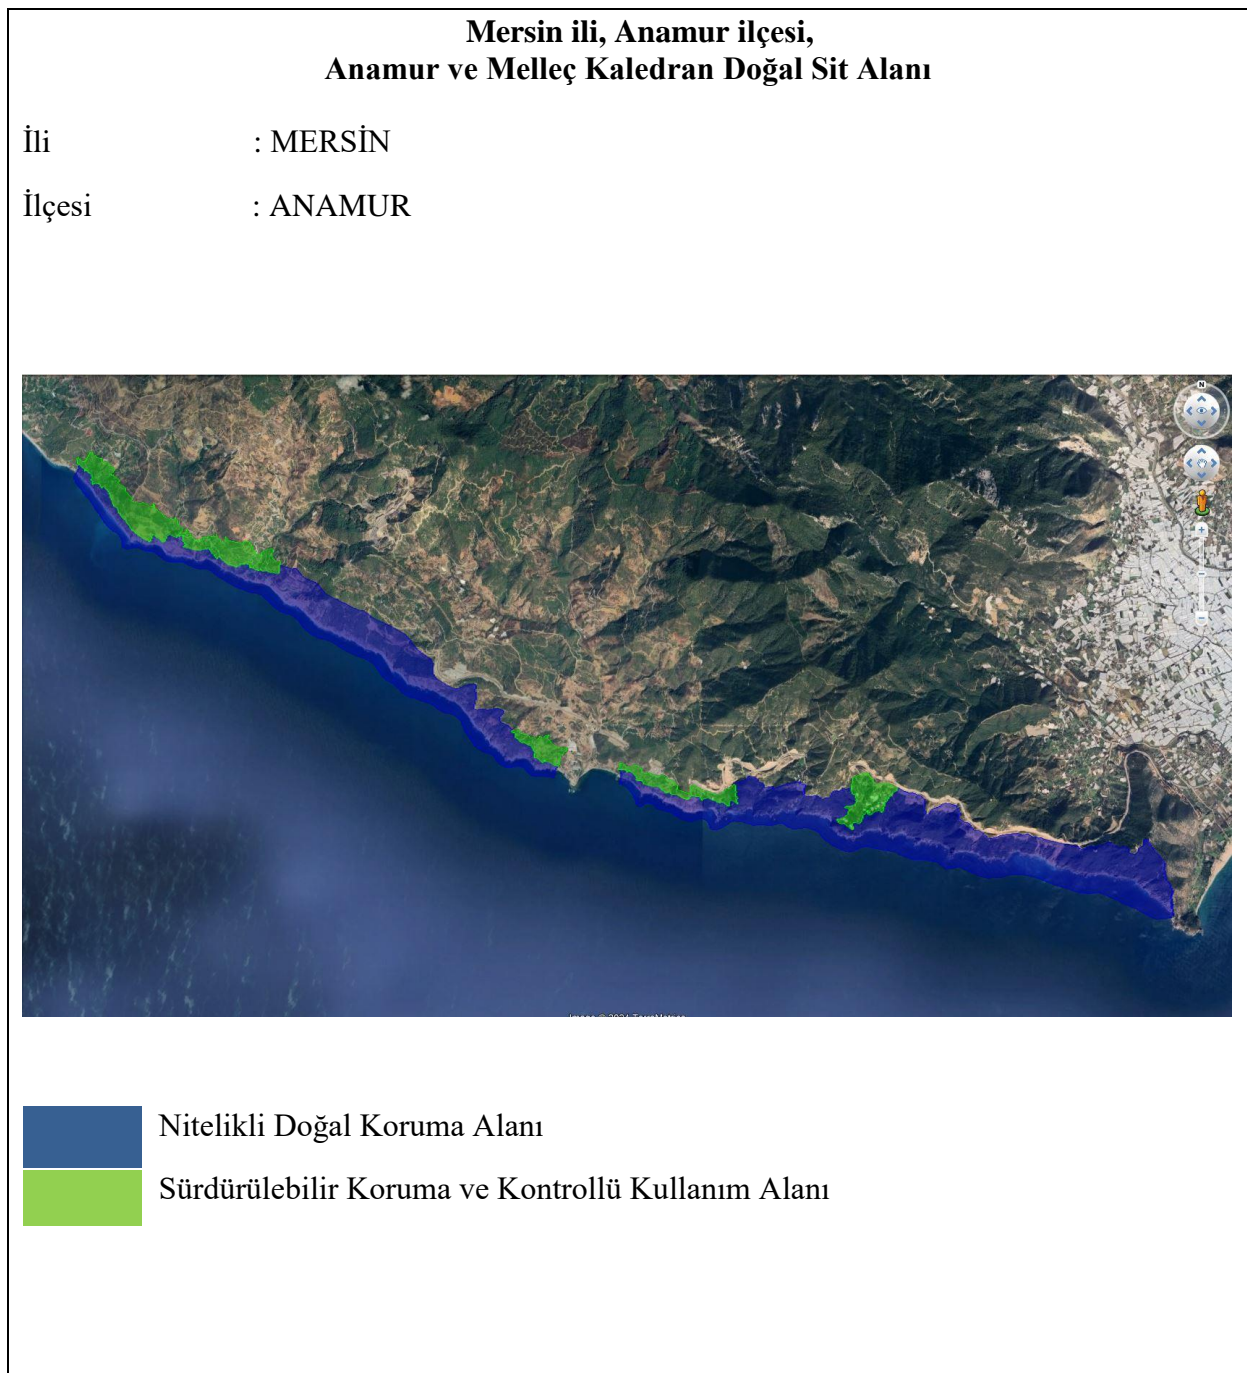 Mersin ili, Anamur ilçesi,
Anamur ve Melleç Kaledran Doğal Sit Alanı
İli : MERSİN
İlçesi : ANAMUR
N
Nitelikli Doğal Koruma Alanı
Sürdürülebilir Koruma ve Kontrollü Kullanım Alanı